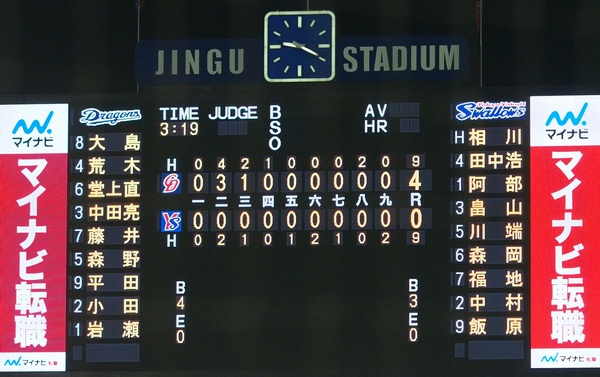 JINGU STADIUM
マイナビ
マイナビ転職
マイナビ 転職
Dragons
8 大島
4 荒木
6 堂上直
3 中田亮
7 藤井
5 森野
9 平田
2 小田
1 岩瀬
TIME JUDGE
3:19
B
S
O
AV
HR
H 0 4 2 1 0 0 0 2 0 9
CD 0 3 1 0 0 0 0 0 0 4
一 二 三 四 五 六 七 八 九 R
YS 0 0 0 0 0 0 0 0 0 0
H 0 2 1 0 1 2 1 0 2 9
B 4
E 0
B 3
E 0
Swallows
H 相川
4 田中浩
1 阿部
3 畠山
5 川端
6 森岡
7 福地
2 中村
9 飯原
マイナビ
マイナビ転職
マイナビ 転職